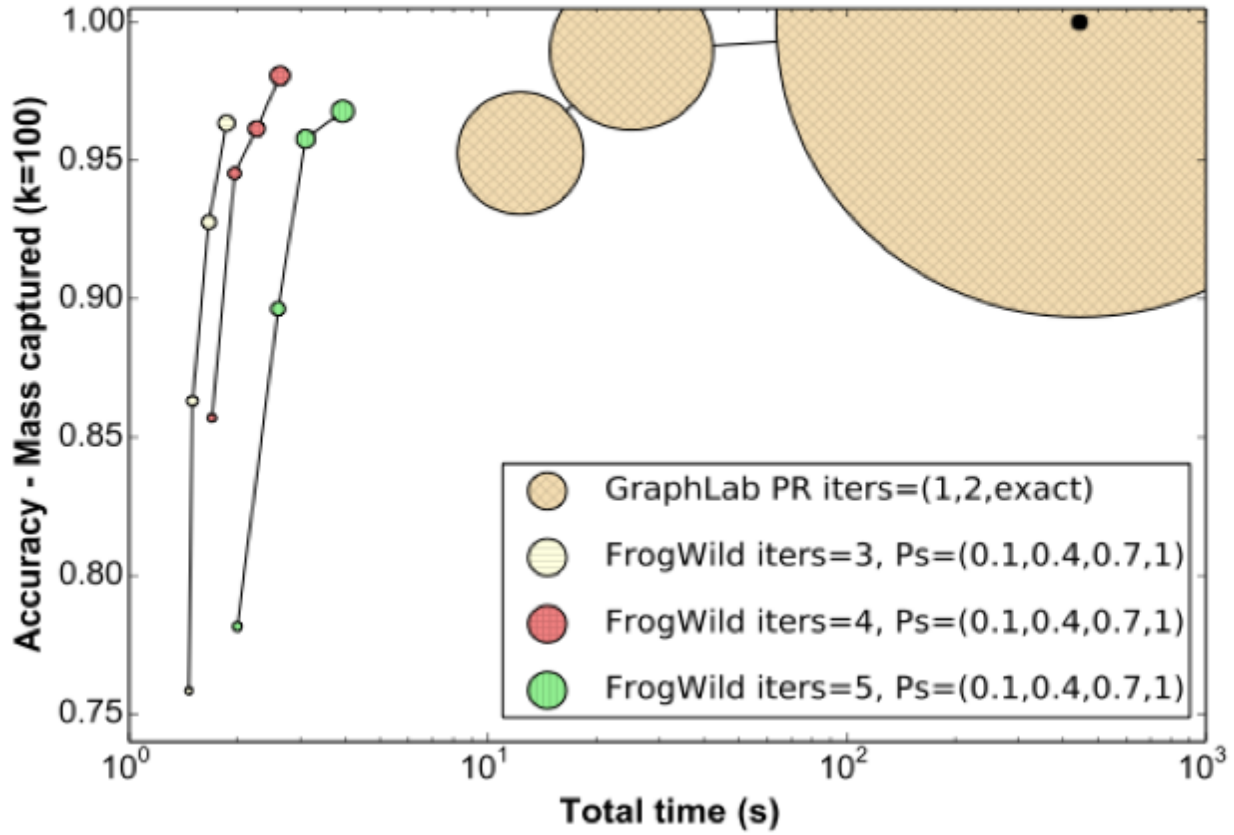 1.00
0.95
0.90
0.85
0.80
0.75
Accuracy - Mass captured (k=100)
GraphLab PR iters=(1,2,exact)
FrogWild iters=3, Ps=(0.1,0.4,0.7,1)
FrogWild iters=4, Ps=(0.1,0.4,0.7,1)
FrogWild iters=5, Ps=(0.1,0.4,0.7,1)
10⁰ 10¹ 10² 10³
Total time (s)